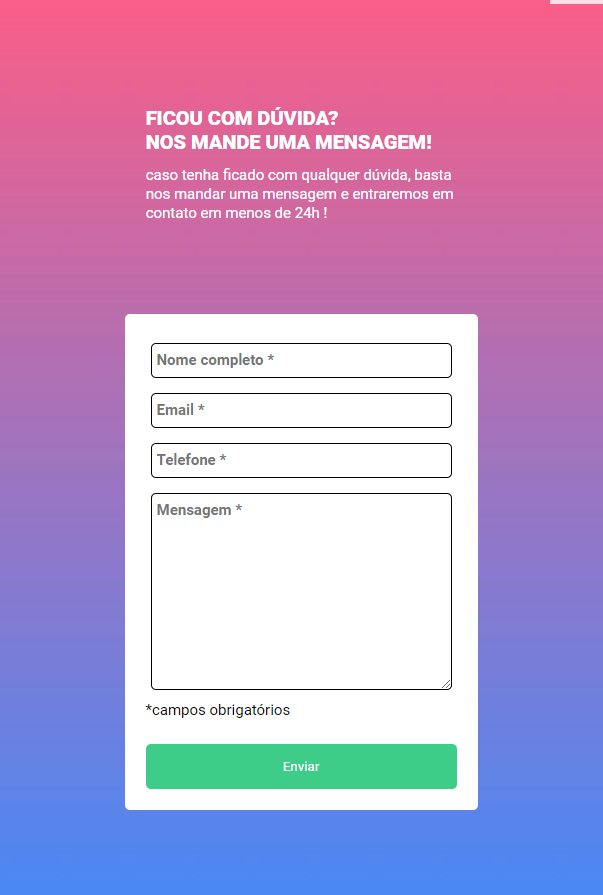 FICOU COM DÚVIDA?
NOS MANDE UMA MENSAGEM!
caso tenha ficado com qualquer dúvida, basta
nos mandar uma mensagem e entraremos em
contato em menos de 24h !
Nome completo *
Email *
Telefone *
Mensagem *
*campos obrigatórios
Enviar